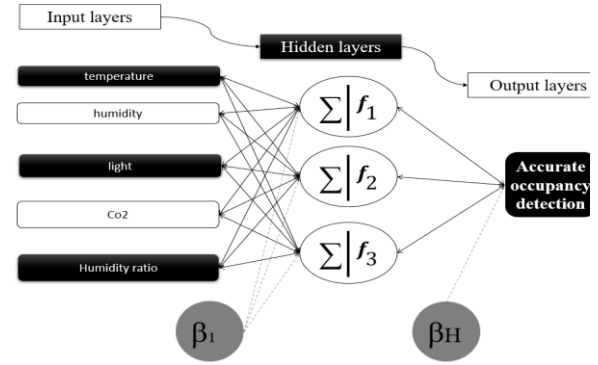 Input layers
Hidden layers
Output layers
temperature
humidity
light
Co2
Humidity ratio
∑|f₁
∑|f₂
∑|f₃
Accurate
occupancy
detection
β₁
βH